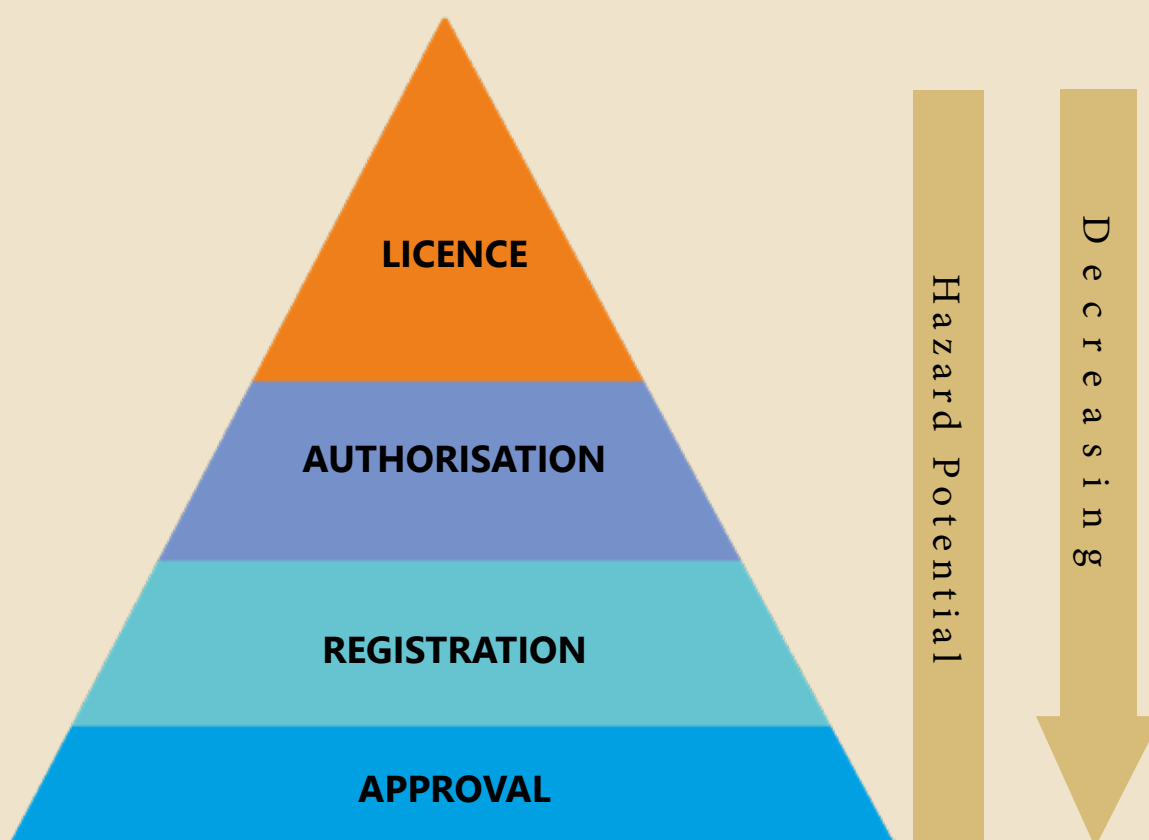 LICENCE
AUTHORISATION
REGISTRATION
APPROVAL
Hazard Potential
Decreasing